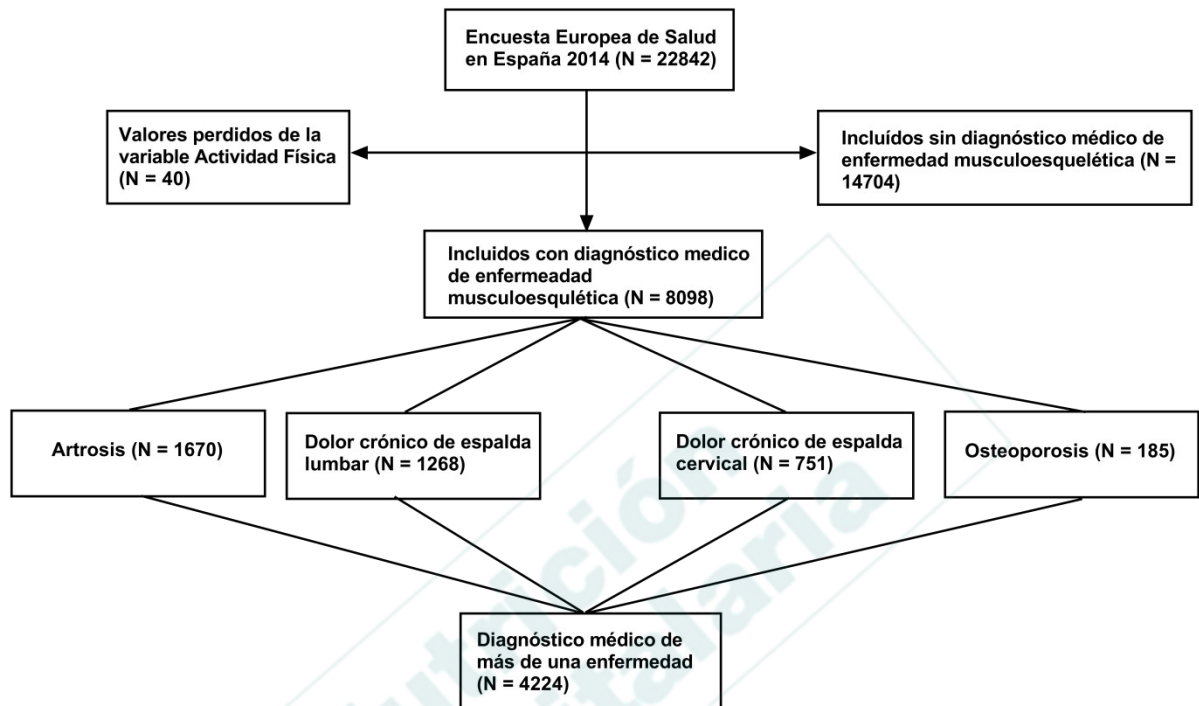 Encuesta Europea de Salud
en España 2014 (N = 22842)
Valores perdidos de la
variable Actividad Física
(N = 40)
Incluídos sin diagnóstico médico de
enfermedad musculoesquelética (N =
14704)
Incluidos con diagnóstico medico
de enfermeadad
musculoesqulética (N = 8098)
Artrosis (N = 1670)
Dolor crónico de espalda
lumbar (N = 1268)
Dolor crónico de espalda
cervical (N = 751)
Osteoporosis (N = 185)
Diagnóstico médico de
más de una enfermedad
(N = 4224)